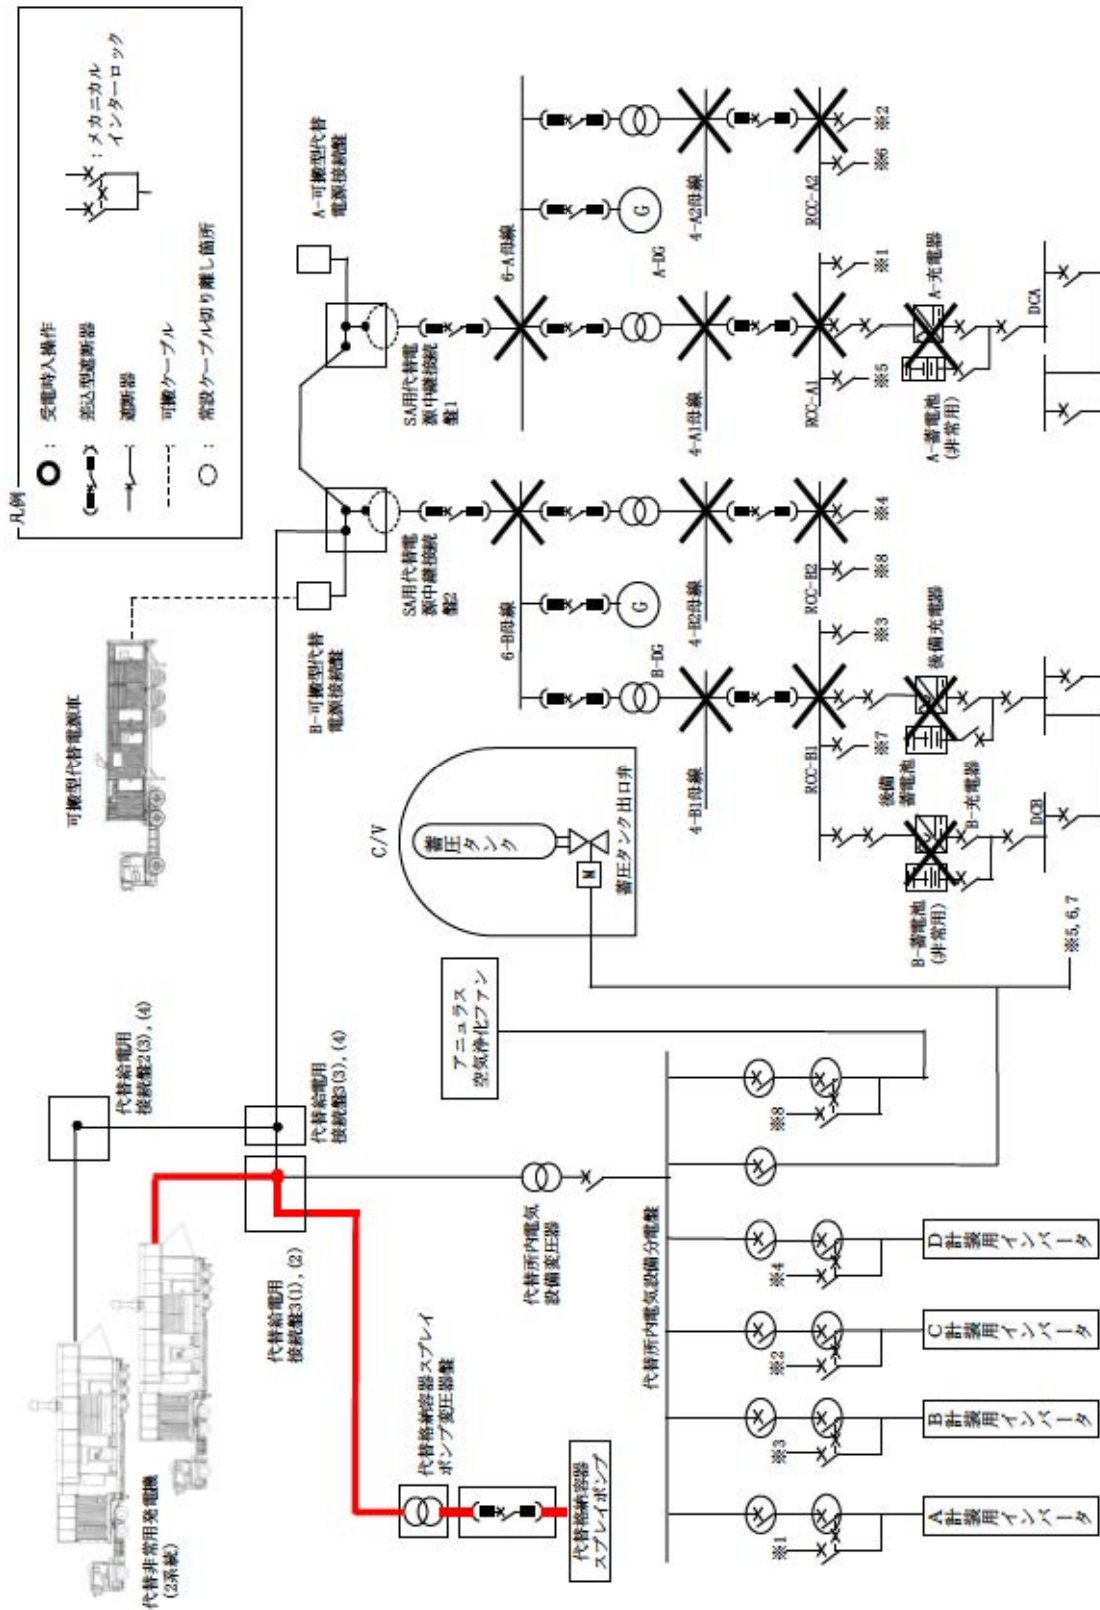 凡例
○ : 受電時入操作
差込型遮断器
遮断器
可搬ケーブル
○ : 常設ケーブル切り離し箇所
: メカニカル
インターロック
代替非常用発電機
(2系統)
代替給電用
接続盤2(3),(4)
可搬型代替電源車
代替給電用
接続盤3(1),(2)
代替給電用
接続盤3(3),(4)
B-可搬型代替
電源接続盤
A-可搬型代替
電源接続盤
SA用代替電
源中継接続
盤2
SA用代替電
源中継接続
盤1
代替格納容器スプレイ
ポンプ変圧器盤
代替格納容器
スプレイポンプ
代替所内電気
設備変圧器
アニュラス
空気浄化ファン
C/V
蓄圧タンク
M
蓄圧タンク出口弁
6-B母線
6-A母線
G
B-DG
G
A-DG
4-B1母線
4-B2母線
4-A1母線
4-A2母線
RCC-B1
RCC-B2
RCC-A1
RCC-A2
※7
※3
※8
※4
※5
※1
※6
※2
B-蓄電池
(非常用)
B-充電器
後備
蓄電池
後備充電器
A-蓄電池
(非常用)
A-充電器
DCB
DCA
代替所内電気設備分電盤
※1
※3
※2
※4
※8
※5,6,7
A計装用インバータ
B計装用インバータ
C計装用インバータ
D計装用インバータ